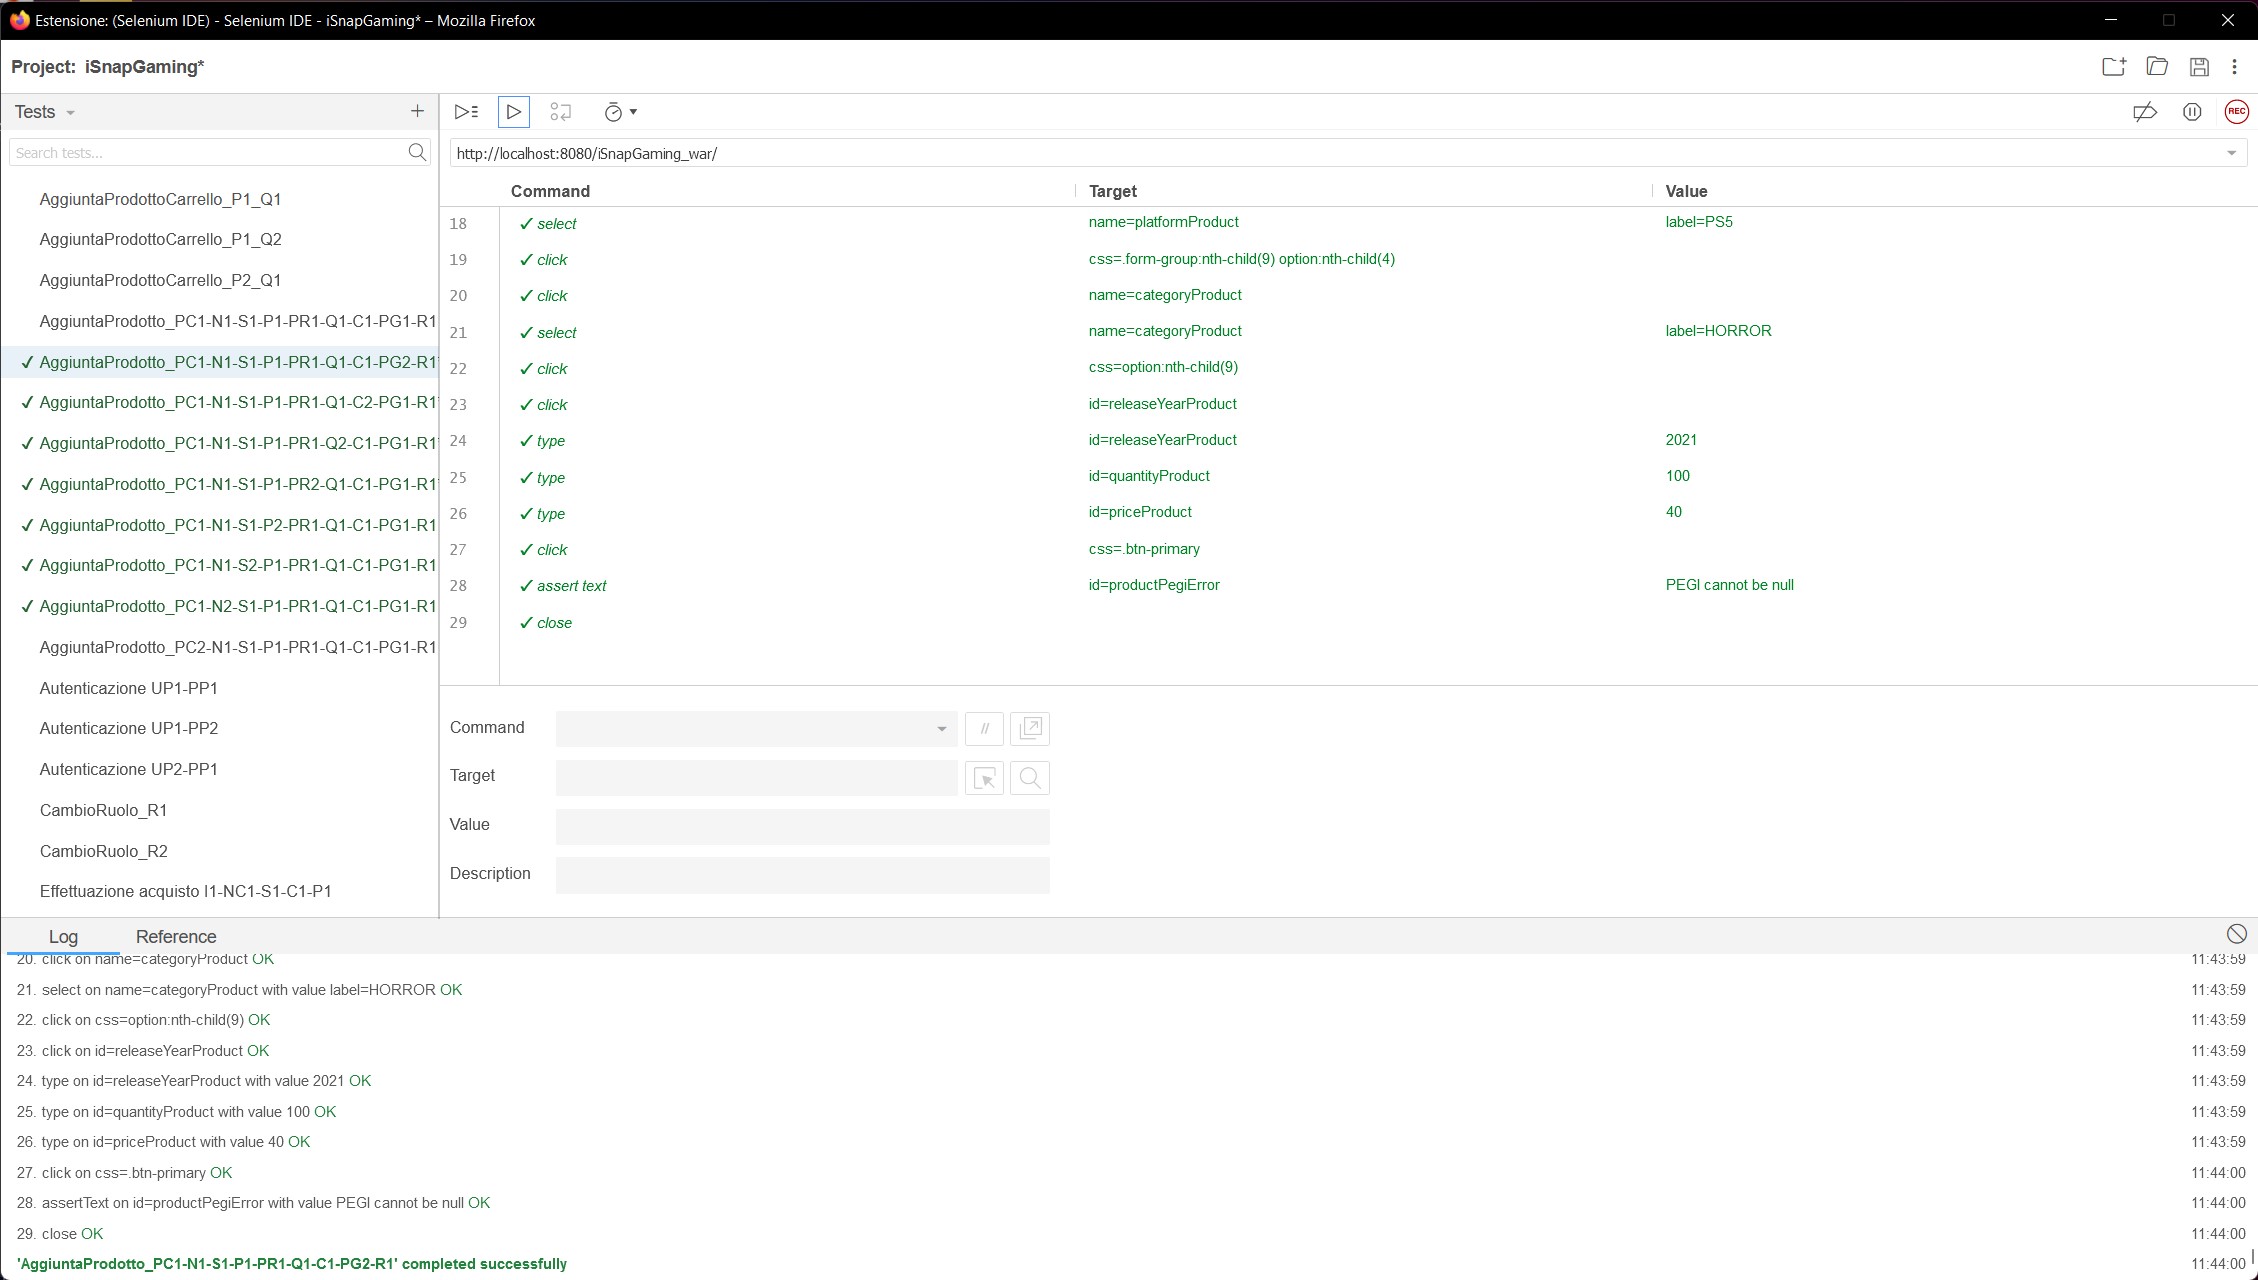 Estensione: (Selenium IDE) - Selenium IDE - iSnapGaming* – Mozilla Firefox
Project: iSnapGaming*
Tests
Search tests...
AggiuntaProdottoCarrello_P1_Q1
AggiuntaProdottoCarrello_P1_Q2
AggiuntaProdottoCarrello_P2_Q1
AggiuntaProdotto_PC1-N1-S1-P1-PR1-Q1-C1-PG1-R1
✓ AggiuntaProdotto_PC1-N1-S1-P1-PR1-Q1-C1-PG2-R1*
✓ AggiuntaProdotto_PC1-N1-S1-P1-PR1-Q1-C2-PG1-R1*
✓ AggiuntaProdotto_PC1-N1-S1-P1-PR1-Q2-C1-PG1-R1*
✓ AggiuntaProdotto_PC1-N1-S1-P1-PR2-Q1-C1-PG1-R1*
✓ AggiuntaProdotto_PC1-N1-S1-P2-PR1-Q1-C1-PG1-R1
✓ AggiuntaProdotto_PC1-N1-S2-P1-PR1-Q1-C1-PG1-R1
✓ AggiuntaProdotto_PC1-N2-S1-P1-PR1-Q1-C1-PG1-R1
AggiuntaProdotto_PC2-N1-S1-P1-PR1-Q1-C1-PG1-R1
Autenticazione UP1-PP1
Autenticazione UP1-PP2
Autenticazione UP2-PP1
CambioRuolo_R1
CambioRuolo_R2
Effettuazione acquisto I1-NC1-S1-C1-P1
REC
http://localhost:8080/iSnapGaming_war/
Command Target Value
18 ✓ select name=platformProduct label=PS5
19 ✓ click css=.form-group:nth-child(9) option:nth-child(4)
20 ✓ click name=categoryProduct
21 ✓ select name=categoryProduct label=HORROR
22 ✓ click css=option:nth-child(9)
23 ✓ click id=releaseYearProduct
24 ✓ type id=releaseYearProduct 2021
25 ✓ type id=quantityProduct 100
26 ✓ type id=priceProduct 40
27 ✓ click css=.btn-primary
28 ✓ assert text id=productPegiError PEGI cannot be null
29 ✓ close
Command //
Target
Value
Description
Log Reference
20. click on name=categoryProduct OK 11:43:59
21. select on name=categoryProduct with value label=HORROR OK 11:43:59
22. click on css=option:nth-child(9) OK 11:43:59
23. click on id=releaseYearProduct OK 11:43:59
24. type on id=releaseYearProduct with value 2021 OK 11:43:59
25. type on id=quantityProduct with value 100 OK 11:43:59
26. type on id=priceProduct with value 40 OK 11:43:59
27. click on css=.btn-primary OK 11:44:00
28. assertText on id=productPegiError with value PEGI cannot be null OK 11:44:00
29. close OK 11:44:00
'AggiuntaProdotto_PC1-N1-S1-P1-PR1-Q1-C1-PG2-R1' completed successfully 11:44:00